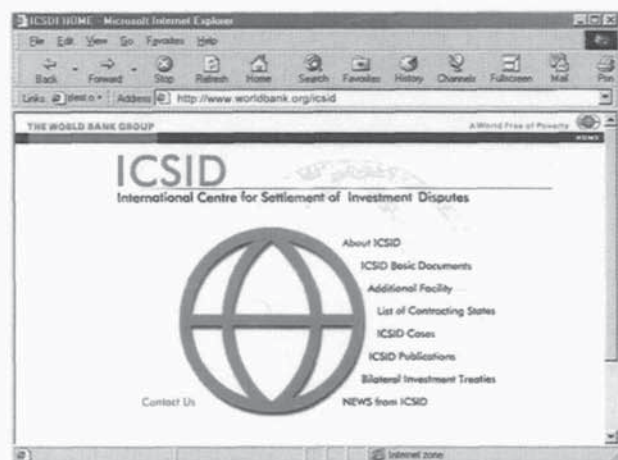 ICSDI HOME - Microsoft Internet Explorer
File Edit View Go Favorites Help
Back Forward Stop Refresh Home Search Favorites History Channels Fullscreen Mail Prin
Links Address http://www.worldbank.org/icsid
THE WORLD BANK GROUP A World Free of Poverty
HOME
ICSID
International Centre for Settlement of Investment Disputes
About ICSID
ICSID Basic Documents
Additional Facility
List of Contracting States
ICSID Cases
ICSID Publications
Bilateral Investment Treaties
Contact Us NEWS from ICSID
Internet zone